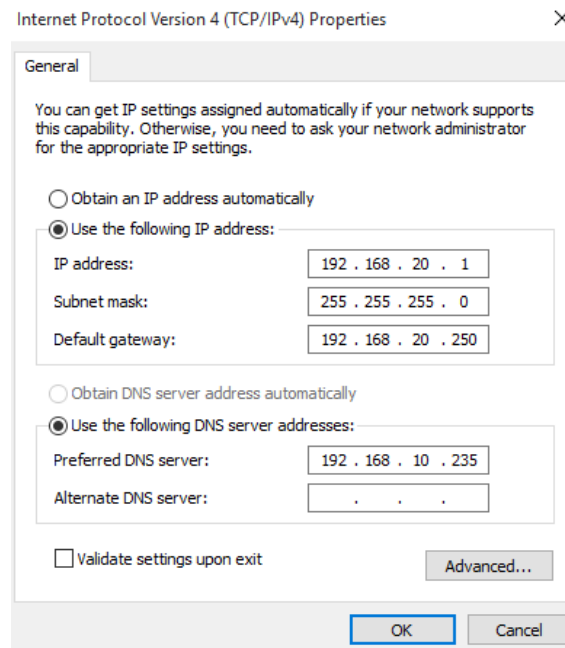 Internet Protocol Version 4 (TCP/IPv4) Properties
General
You can get IP settings assigned automatically if your network supports
this capability. Otherwise, you need to ask your network administrator
for the appropriate IP settings.
Obtain an IP address automatically
Use the following IP address:
IP address: 192 . 168 . 20 . 1
Subnet mask: 255 . 255 . 255 . 0
Default gateway: 192 . 168 . 20 . 250
Obtain DNS server address automatically
Use the following DNS server addresses:
Preferred DNS server: 192 . 168 . 10 . 235
Alternate DNS server: . . .
Validate settings upon exit
Advanced...
OK Cancel